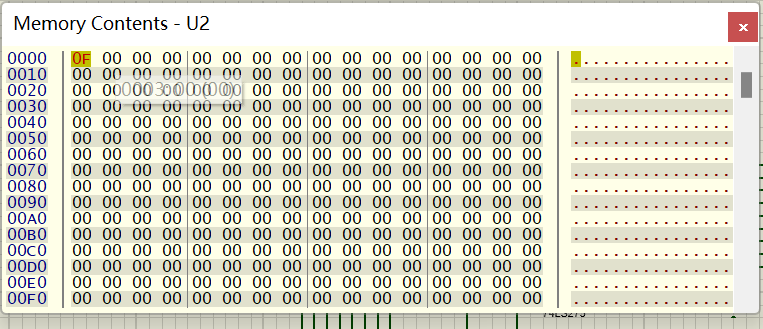 Memory Contents - U2
x
0000 0F 00 00 00 00 00 00 00 00 00 00 00 00 00 00 00 ................
0010 00 00 00 00 00 00 00 00 00 00 00 00 00 00 00 00 ................
0020 00 00 00 00 00 00 00 00 00 00 00 00 00 00 00 00 ................
0030 00 00 00 00 00 00 00 00 00 00 00 00 00 00 00 00 ................
0040 00 00 00 00 00 00 00 00 00 00 00 00 00 00 00 00 ................
0050 00 00 00 00 00 00 00 00 00 00 00 00 00 00 00 00 ................
0060 00 00 00 00 00 00 00 00 00 00 00 00 00 00 00 00 ................
0070 00 00 00 00 00 00 00 00 00 00 00 00 00 00 00 00 ................
0080 00 00 00 00 00 00 00 00 00 00 00 00 00 00 00 00 ................
0090 00 00 00 00 00 00 00 00 00 00 00 00 00 00 00 00 ................
00A0 00 00 00 00 00 00 00 00 00 00 00 00 00 00 00 00 ................
00B0 00 00 00 00 00 00 00 00 00 00 00 00 00 00 00 00 ................
00C0 00 00 00 00 00 00 00 00 00 00 00 00 00 00 00 00 ................
00D0 00 00 00 00 00 00 00 00 00 00 00 00 00 00 00 00 ................
00E0 00 00 00 00 00 00 00 00 00 00 00 00 00 00 00 00 ................
00F0 00 00 00 00 00 00 00 00 00 00 00 00 00 00 00 00 ................
74LS273